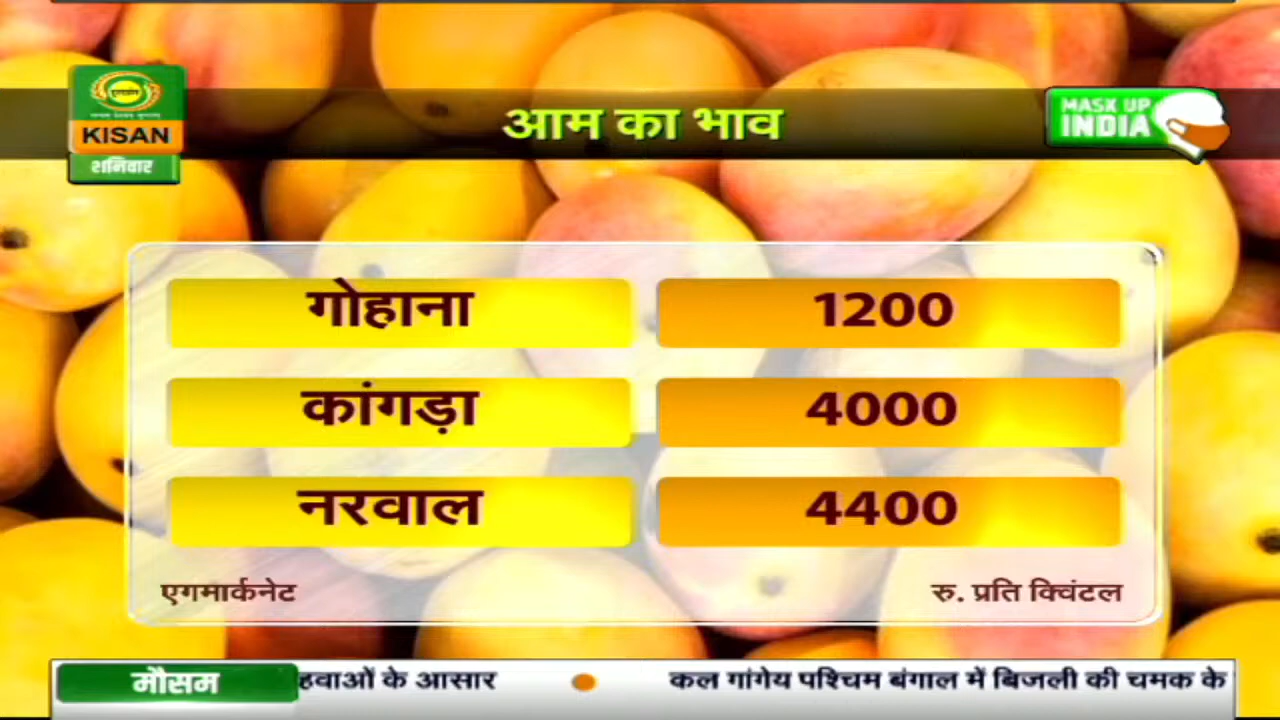 KISAN
शनिवार
आम का भाव
MASK UP
INDIA
गोहाना 1200
कांगड़ा 4000
नरवाल 4400
एगमार्कनेट रु. प्रति क्विंटल
मौसम हवाओं के आसार कल गांगेय पश्चिम बंगाल में बिजली की चमक के